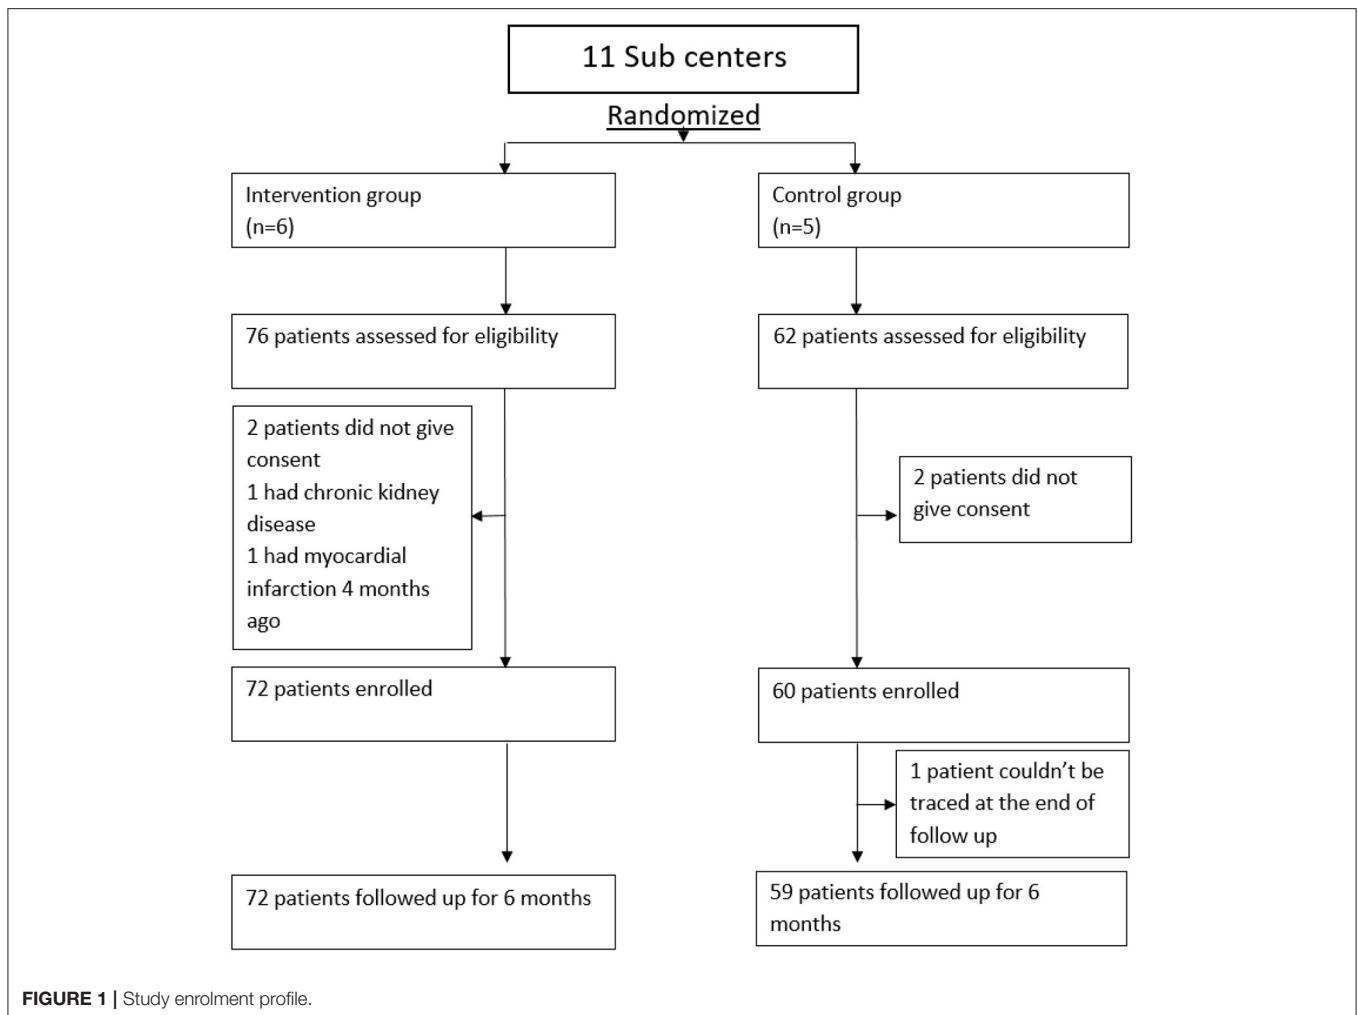 11 Sub centers
Randomized
Intervention group
(n=6)
Control group
(n=5)
76 patients assessed for eligibility
62 patients assessed for eligibility
2 patients did not give
consent
1 had chronic kidney
disease
1 had myocardial
infarction 4 months
ago
2 patients did not
give consent
72 patients enrolled
60 patients enrolled
1 patient couldn’t be
traced at the end of
follow up
72 patients followed up for 6 months
59 patients followed up for 6
months
FIGURE 1 | Study enrolment profile.